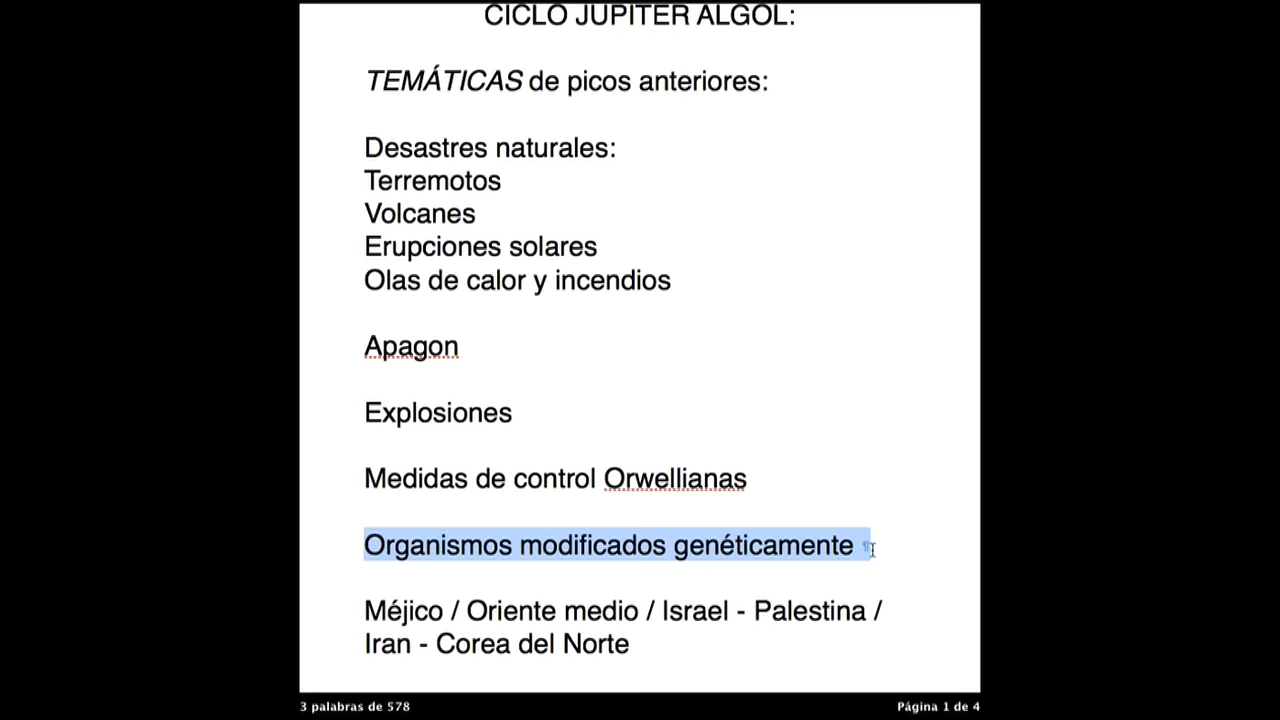 CICLO JUPITER ALGOL:
TEMÁTICAS de picos anteriores:
Desastres naturales:
Terremotos
Volcanes
Erupciones solares
Olas de calor y incendios
Apagon
Explosiones
Medidas de control Orwellianas
Organismos modificados genéticamente ¶
Méjico / Oriente medio / Israel - Palestina /
Iran - Corea del Norte
3 palabras de 578
Página 1 de 4